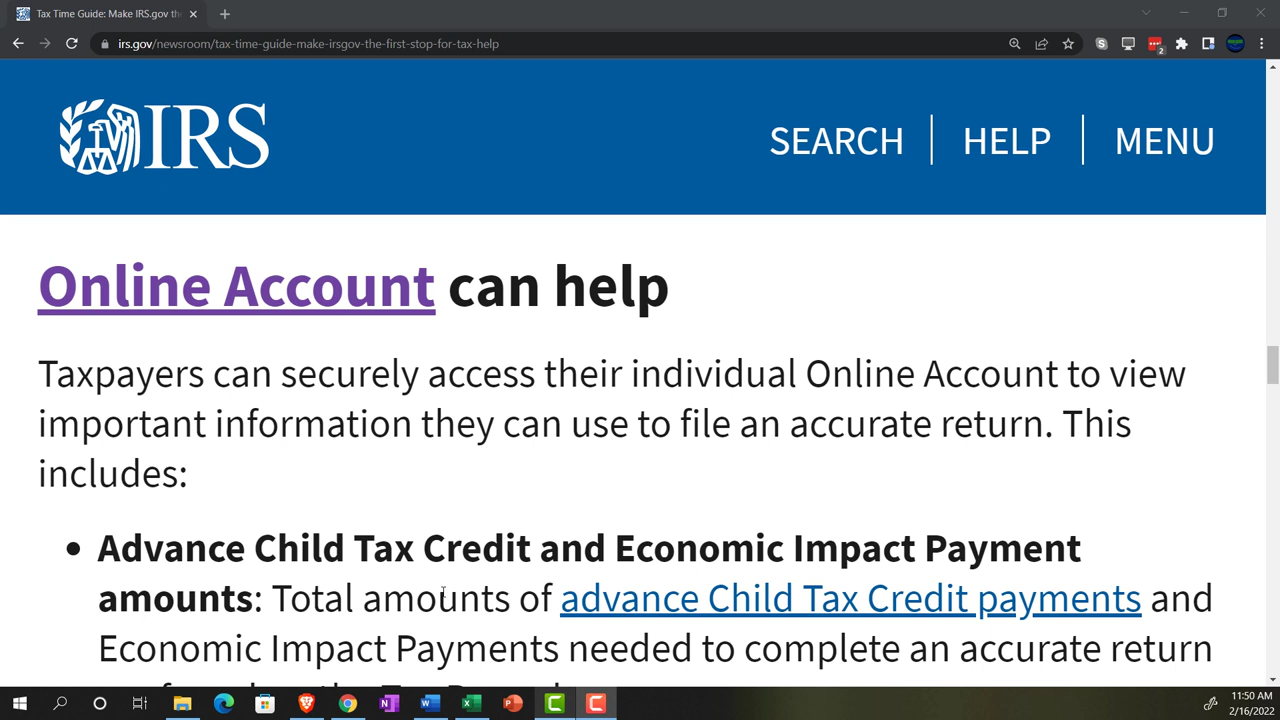 Tax Time Guide: Make IRS.gov the
irs.gov/newsroom/tax-time-guide-make-irsgov-the-first-stop-for-tax-help
2
IRS
SEARCH
HELP
MENU
Online Account can help
Taxpayers can securely access their individual Online Account to view
important information they can use to file an accurate return. This
includes:
• Advance Child Tax Credit and Economic Impact Payment
amounts: Total amounts of advance Child Tax Credit payments and
Economic Impact Payments needed to complete an accurate return
11:50 AM
2/16/2022